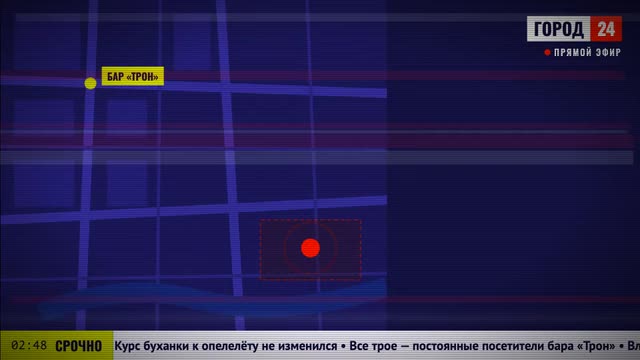 ГОРОД 24
ПРЯМОЙ ЭФИР
БАР «ТРОН»
02:48 СРОЧНО Курс буханки к опелелёту не изменился • Все трое — постоянные посетители бара «Трон» • Вл